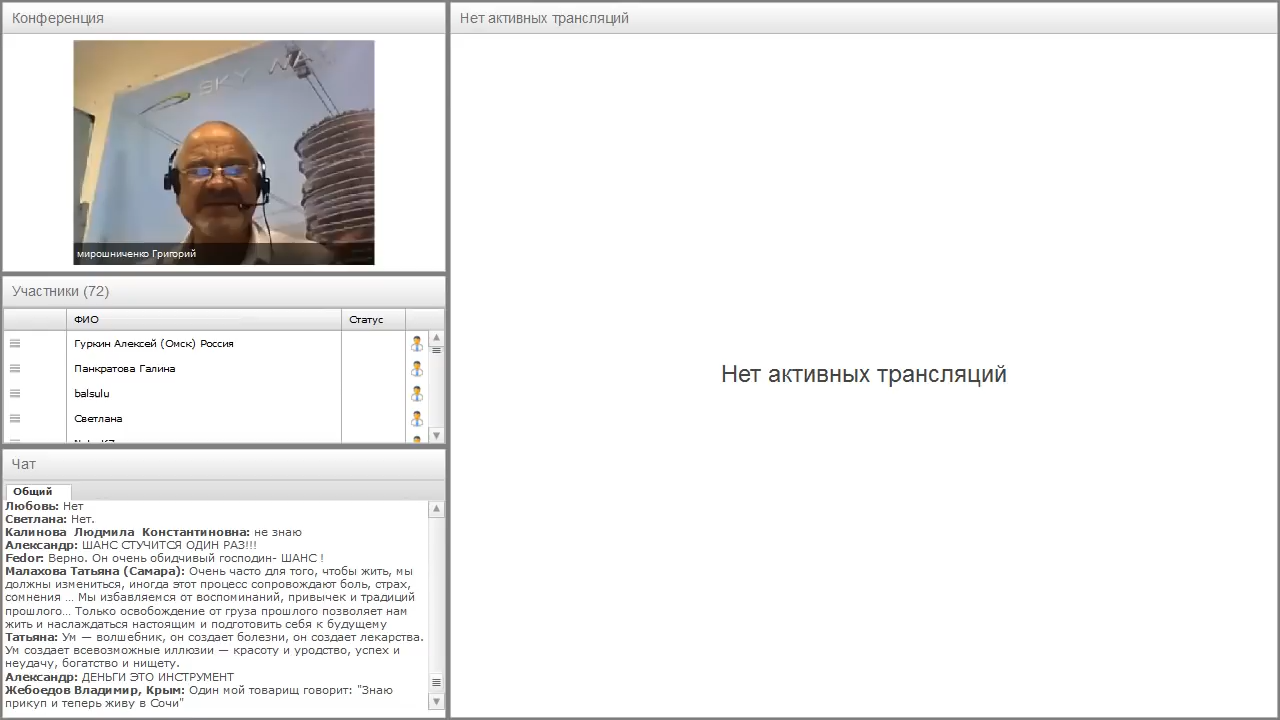 Конференция
SKY
мирошниченко Григорий
Участники (72)
ФИО
Статус
Гуркин Алексей (Омск) Россия
Панкратова Галина
balsulu
Светлана
Чат
Общий
Любовь: Нет
Светлана: Нет.
Калинова Людмила Константиновна: не знаю
Александр: ШАНС СТУЧИТСЯ ОДИН РАЗ!!!
Fedor: Верно. Он очень обидчивый господин- ШАНС !
Малахова Татьяна (Самара): Очень часто для того, чтобы жить, мы
должны измениться, иногда этот процесс сопровождают боль, страх,
сомнения ... Мы избавляемся от воспоминаний, привычек и традиций
прошлого... Только освобождение от груза прошлого позволяет нам
жить и наслаждаться настоящим и подготовить себя к будущему
Татьяна: Ум — волшебник, он создает болезни, он создает лекарства.
Ум создает всевозможные иллюзии — красоту и уродство, успех и
неудачу, богатство и нищету.
Александр: ДЕНЬГИ ЭТО ИНСТРУМЕНТ
Жебоедов Владимир, Крым: Один мой товарищ говорит: "Знаю
прикуп и теперь живу в Сочи"
Нет активных трансляций
Нет активных трансляций